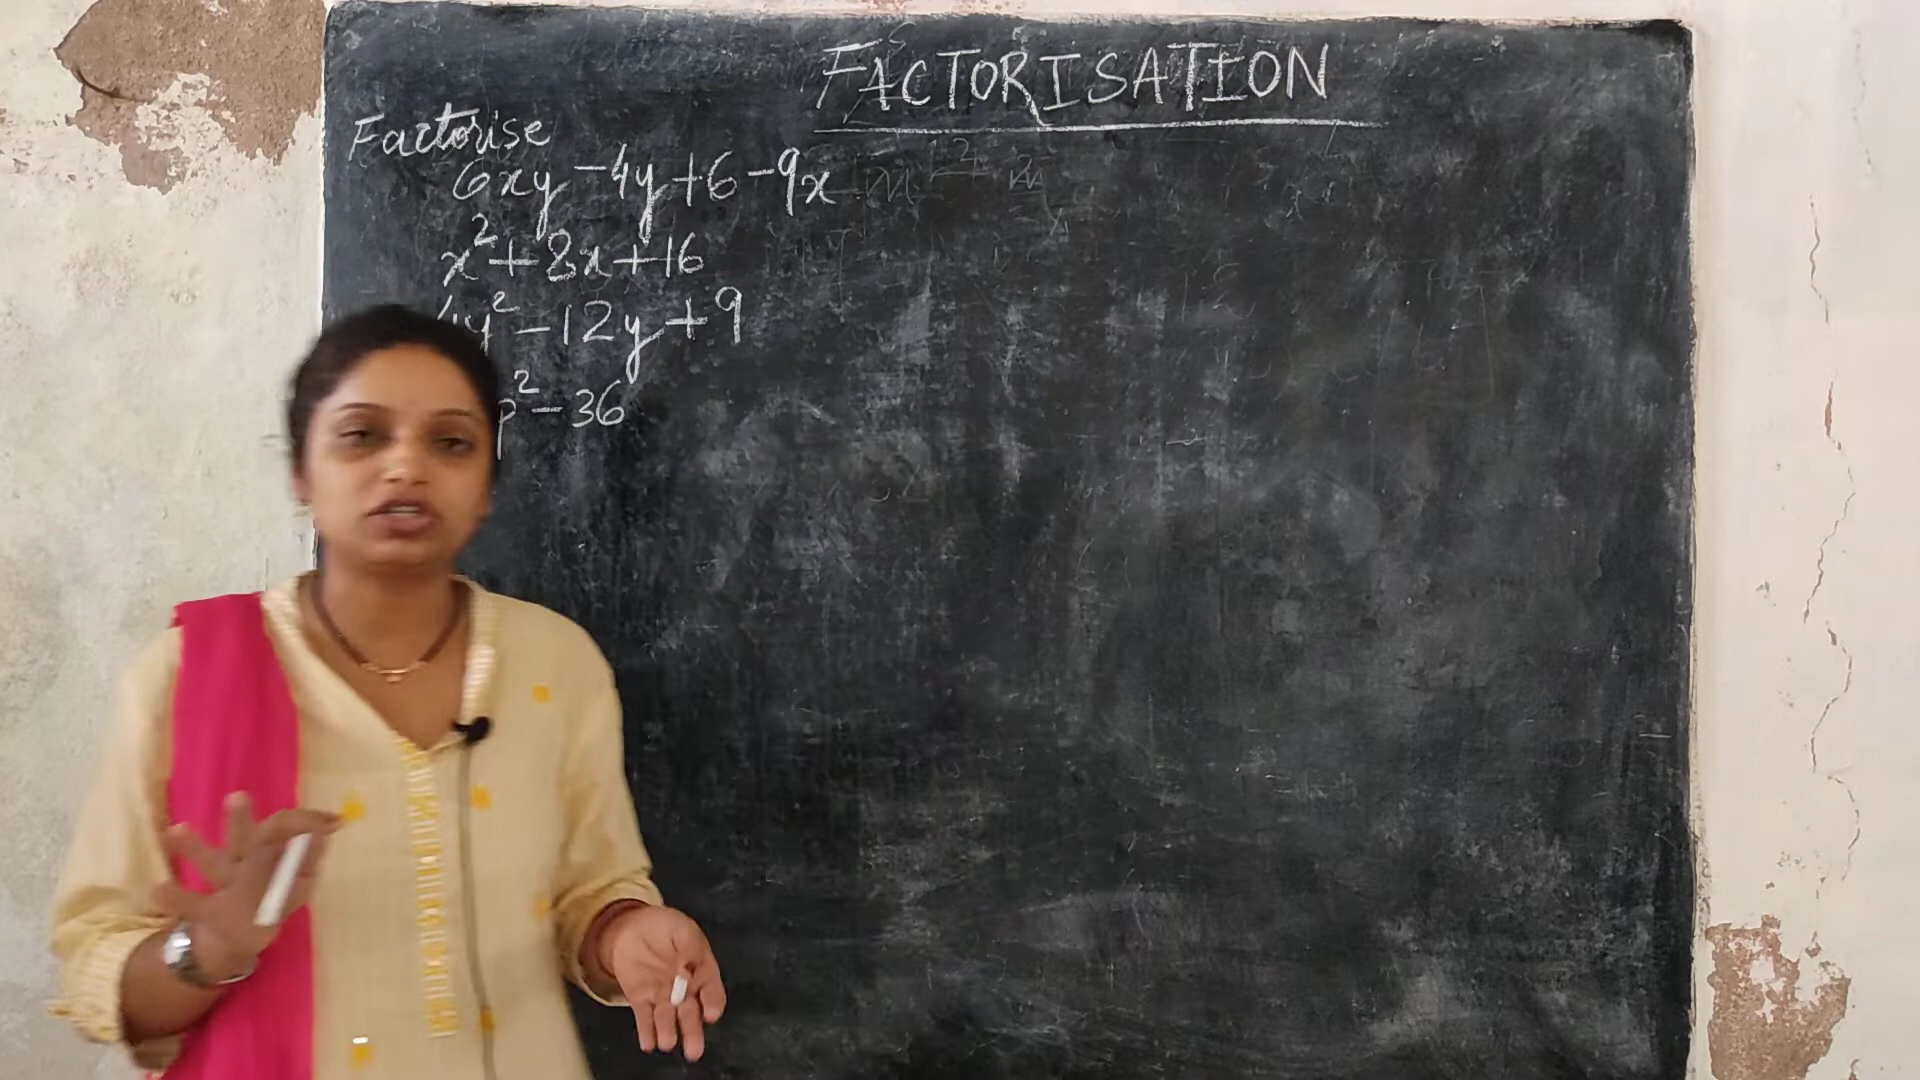 FACTORISATION
Factorise
6xy - 4y + 6 - 9x
x² + 8x + 16
4y² - 12y + 9
p² - 36